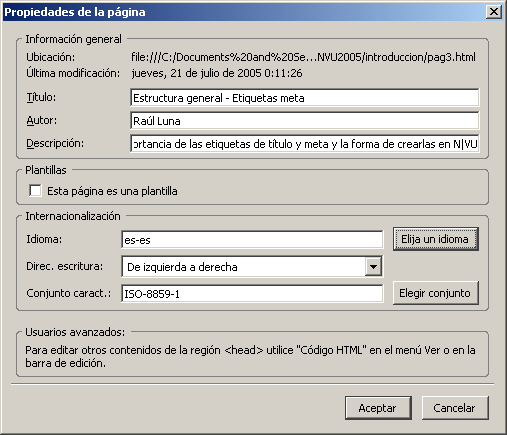 Propiedades de la página
Información general
Ubicación: file:///C:/Documents%20and%20Se...NVU2005/introduccion/pag3.html
Última modificación: jueves, 21 de julio de 2005 0:11:26
Título: Estructura general - Etiquetas meta
Autor: Raúl Luna
Descripción: ortancia de las etiquetas de título y meta y la forma de crearlas en N|VU
Plantillas
Esta página es una plantilla
Internacionalización
Idioma: es-es Elija un idioma
Direc. escritura: De izquierda a derecha
Conjunto caract.: ISO-8859-1 Elegir conjunto
Usuarios avanzados:
Para editar otros contenidos de la región <head> utilice "Código HTML" en el menú Ver o en la
barra de edición.
Aceptar Cancelar